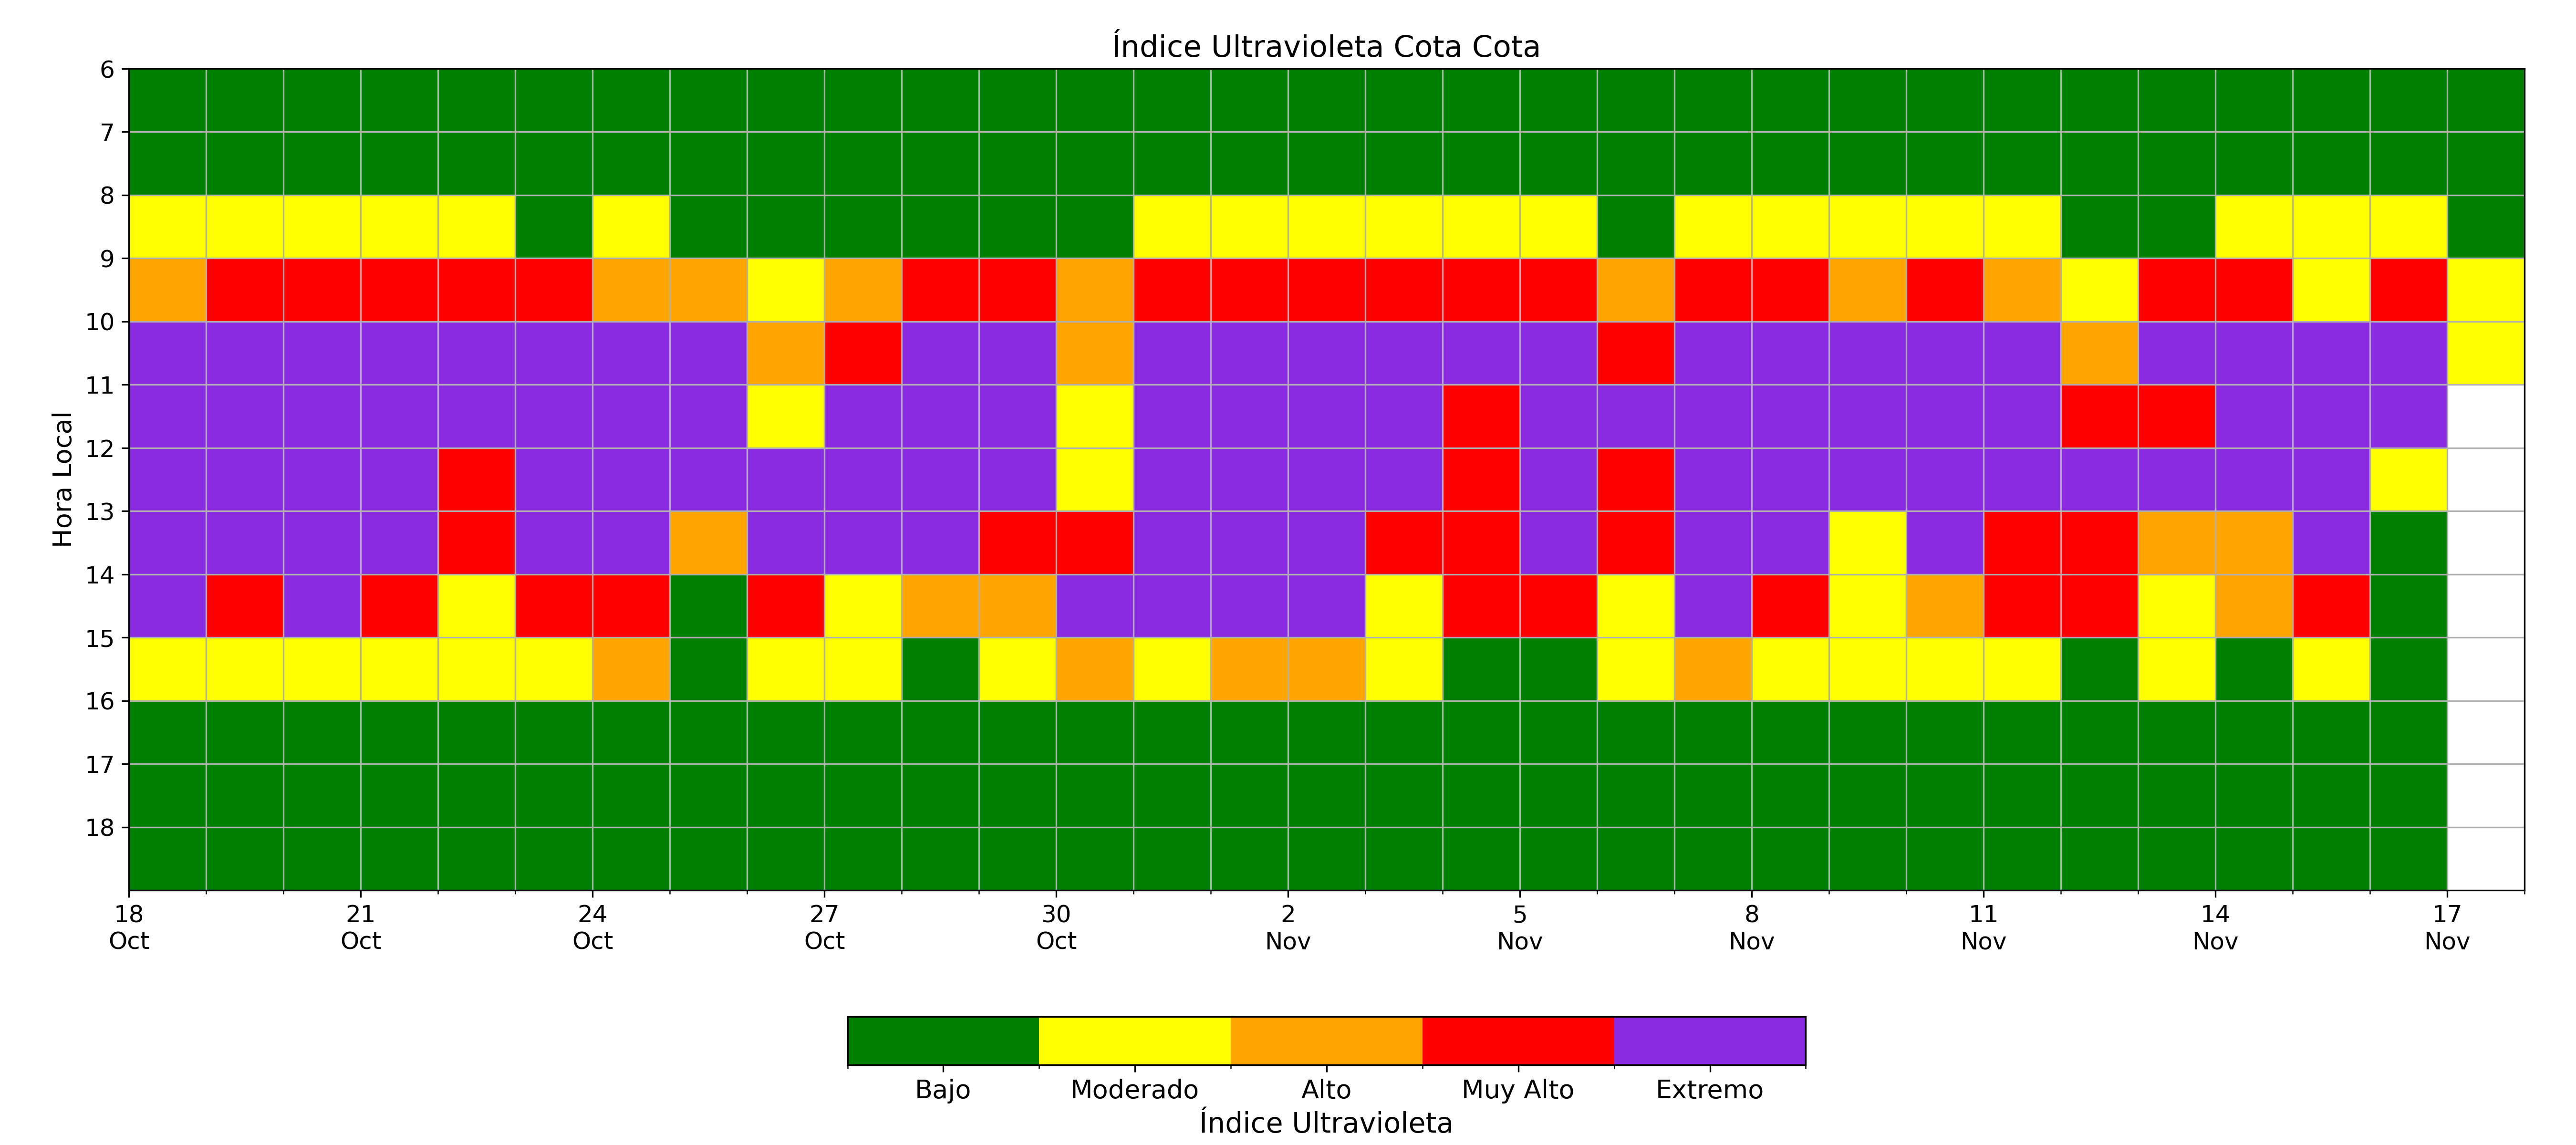 Índice Ultravioleta Cota Cota
Hora Local
6
7
8
9
10
11
12
13
14
15
16
17
18
18 21 24 27 30 2 5 8 11 14 117
Oct Oct Oct Oct Oct Nov Nov Nov Nov Nov Nov
Bajo Moderado Alto Muy Alto Extremo
Índice Ultravioleta